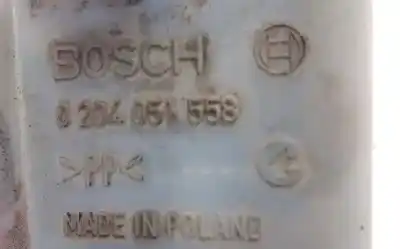 BOSCH
0 204 051 558
>PP<
MADE IN POLAND